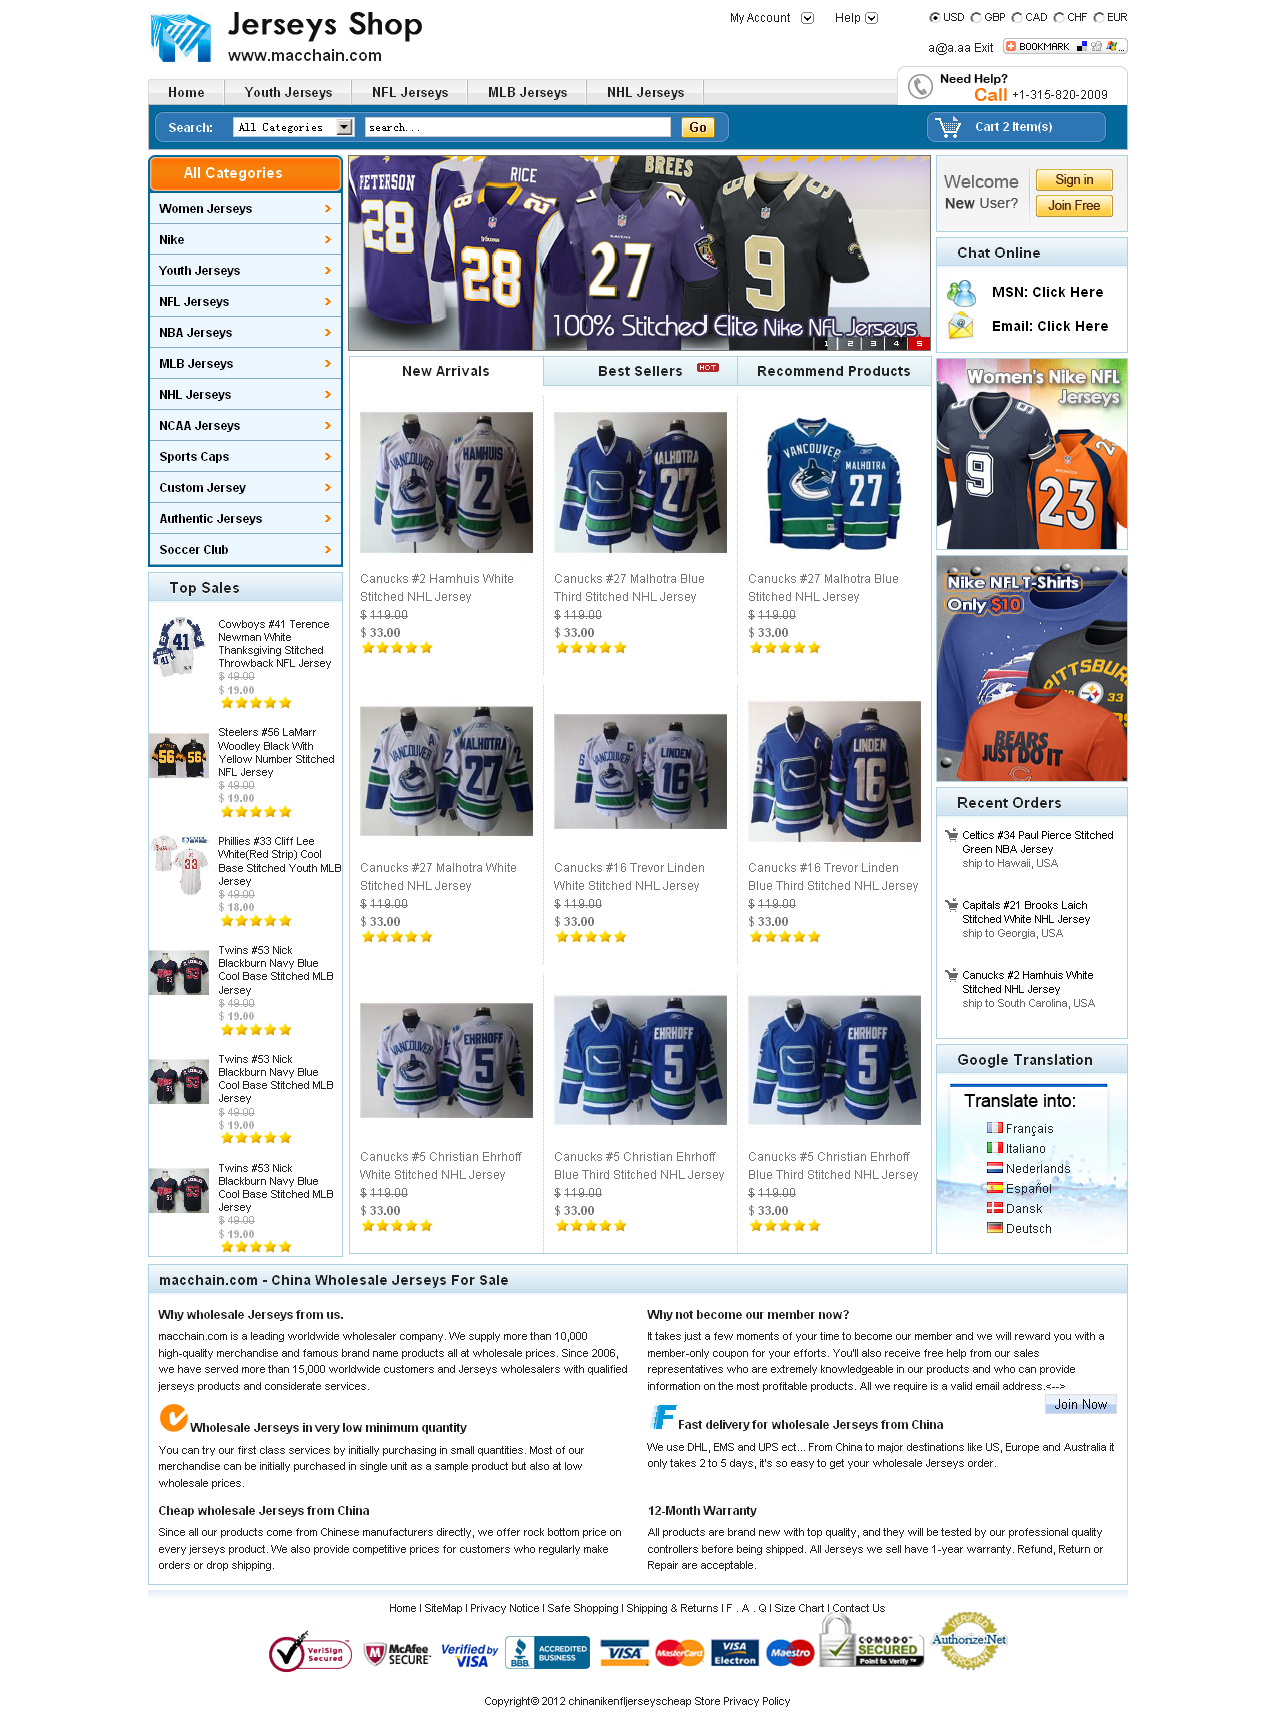 Jerseys Shop
www.macchain.com
My Account
Help
USD GBP CAD CHF EUR
a@a.aa Exit
BOOKMARK
Need Help?
Call +1-315-820-2009
Home
Youth Jerseys
NFL Jerseys
MLB Jerseys
NHL Jerseys
Search:
All Categories
search...
Go
Cart 2 Item(s)
All Categories
Women Jerseys
Nike
Youth Jerseys
NFL Jerseys
NBA Jerseys
MLB Jerseys
NHL Jerseys
NCAA Jerseys
Sports Caps
Custom Jersey
Authentic Jerseys
Soccer Club
PETERSON
28
RICE
28
27
BREES
9
100% Stitched Elite Nike NFL Jerseys
1 2 3 4 5
Welcome
New User?
Sign in
Join Free
Chat Online
MSN: Click Here
Email: Click Here
Women's Nike NFL
Jerseys
9
23
Nike NFL T-Shirts
Only $10
PITTSBUR
33
BEARS
JUST DO IT
Top Sales
Cowboys #41 Terence
Newman White
Thanksgiving Stitched
Throwback NFL Jersey
$ 49.00
$ 19.00
Steelers #56 LaMarr
Woodley Black With
Yellow Number Stitched
NFL Jersey
$ 49.00
$ 19.00
Phillies #33 Cliff Lee
White(Red Strip) Cool
Base Stitched Youth MLB
Jersey
$ 49.00
$ 18.00
Twins #53 Nick
Blackburn Navy Blue
Cool Base Stitched MLB
Jersey
$ 49.00
$ 19.00
Twins #53 Nick
Blackburn Navy Blue
Cool Base Stitched MLB
Jersey
$ 49.00
$ 19.00
Twins #53 Nick
Blackburn Navy Blue
Cool Base Stitched MLB
Jersey
$ 49.00
$ 19.00
New Arrivals
Best Sellers HOT
Recommend Products
Canucks #2 Hamhuis White
Stitched NHL Jersey
$ 119.00
$ 33.00
Canucks #27 Malhotra Blue
Third Stitched NHL Jersey
$ 119.00
$ 33.00
Canucks #27 Malhotra Blue
Stitched NHL Jersey
$ 119.00
$ 33.00
Canucks #27 Malhotra White
Stitched NHL Jersey
$ 119.00
$ 33.00
Canucks #16 Trevor Linden
White Stitched NHL Jersey
$ 119.00
$ 33.00
Canucks #16 Trevor Linden
Blue Third Stitched NHL Jersey
$ 119.00
$ 33.00
Canucks #5 Christian Ehrhoff
White Stitched NHL Jersey
$ 119.00
$ 33.00
Canucks #5 Christian Ehrhoff
Blue Third Stitched NHL Jersey
$ 119.00
$ 33.00
Canucks #5 Christian Ehrhoff
Blue Third Stitched NHL Jersey
$ 119.00
$ 33.00
Recent Orders
Celtics #34 Paul Pierce Stitched
Green NBA Jersey
ship to Hawaii, USA
Capitals #21 Brooks Laich
Stitched White NHL Jersey
ship to Georgia, USA
Canucks #2 Hamhuis White
Stitched NHL Jersey
ship to South Carolina, USA
Google Translation
Translate into:
Français
Italiano
Nederlands
Español
Dansk
Deutsch
macchain.com - China Wholesale Jerseys For Sale
Why wholesale Jerseys from us.
macchain.com is a leading worldwide wholesaler company. We supply more than 10,000
high-quality merchandise and famous brand name products all at wholesale prices. Since 2006,
we have served more than 15,000 worldwide customers and Jerseys wholesalers with qualified
jerseys products and considerate services.
Why not become our member now?
It takes just a few moments of your time to become our member and we will reward you with a
member-only coupon for your efforts. You'll also receive free help from our sales
representatives who are extremely knowledgeable in our products and who can provide
information on the most profitable products. All we require is a valid email address.<-->
Join Now
Wholesale Jerseys in very low minimum quantity
You can try our first class services by initially purchasing in small quantities. Most of our
merchandise can be initially purchased in single unit as a sample product but also at low
wholesale prices.
Fast delivery for wholesale Jerseys from China
We use DHL, EMS and UPS ect... From China to major destinations like US, Europe and Australia it
only takes 2 to 5 days, it's so easy to get your wholesale Jerseys order.
Cheap wholesale Jerseys from China
Since all our products come from Chinese manufacturers directly, we offer rock bottom price on
every jerseys product. We also provide competitive prices for customers who regularly make
orders or drop shipping.
12-Month Warranty
All products are brand new with top quality, and they will be tested by our professional quality
controllers before being shipped. All Jerseys we sell have 1-year warranty. Refund, Return or
Repair are acceptable.
Home | SiteMap | Privacy Notice | Safe Shopping | Shipping & Returns | F . A . Q | Size Chart | Contact Us
VeriSign Secured
McAfee SECURE
Verified by VISA
BBB ACCREDITED BUSINESS
VISA
MasterCard
VISA Electron
Maestro
COMODO SECURED Point to Verify
VERIFIED Authorize.Net MERCHANT
Copyright© 2012 chinanikenfljerseyscheap Store Privacy Policy